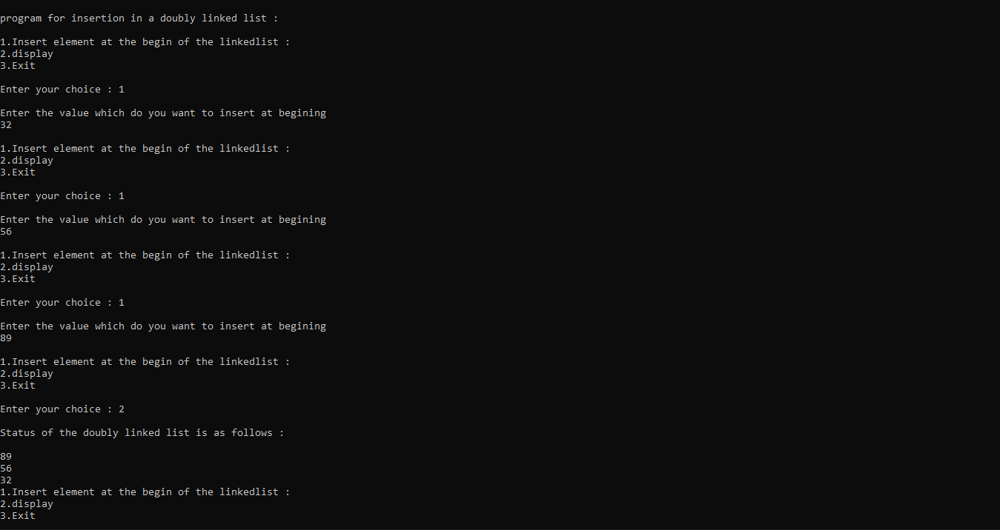 program for insertion in a doubly linked list :
1.Insert element at the begin of the linkedlist :
2.display
3.Exit
Enter your choice : 1
Enter the value which do you want to insert at begining
32
1.Insert element at the begin of the linkedlist :
2.display
3.Exit
Enter your choice : 1
Enter the value which do you want to insert at begining
56
1.Insert element at the begin of the linkedlist :
2.display
3.Exit
Enter your choice : 1
Enter the value which do you want to insert at begining
89
1.Insert element at the begin of the linkedlist :
2.display
3.Exit
Enter your choice : 2
Status of the doubly linked list is as follows :
89
56
32
1.Insert element at the begin of the linkedlist :
2.display
3.Exit